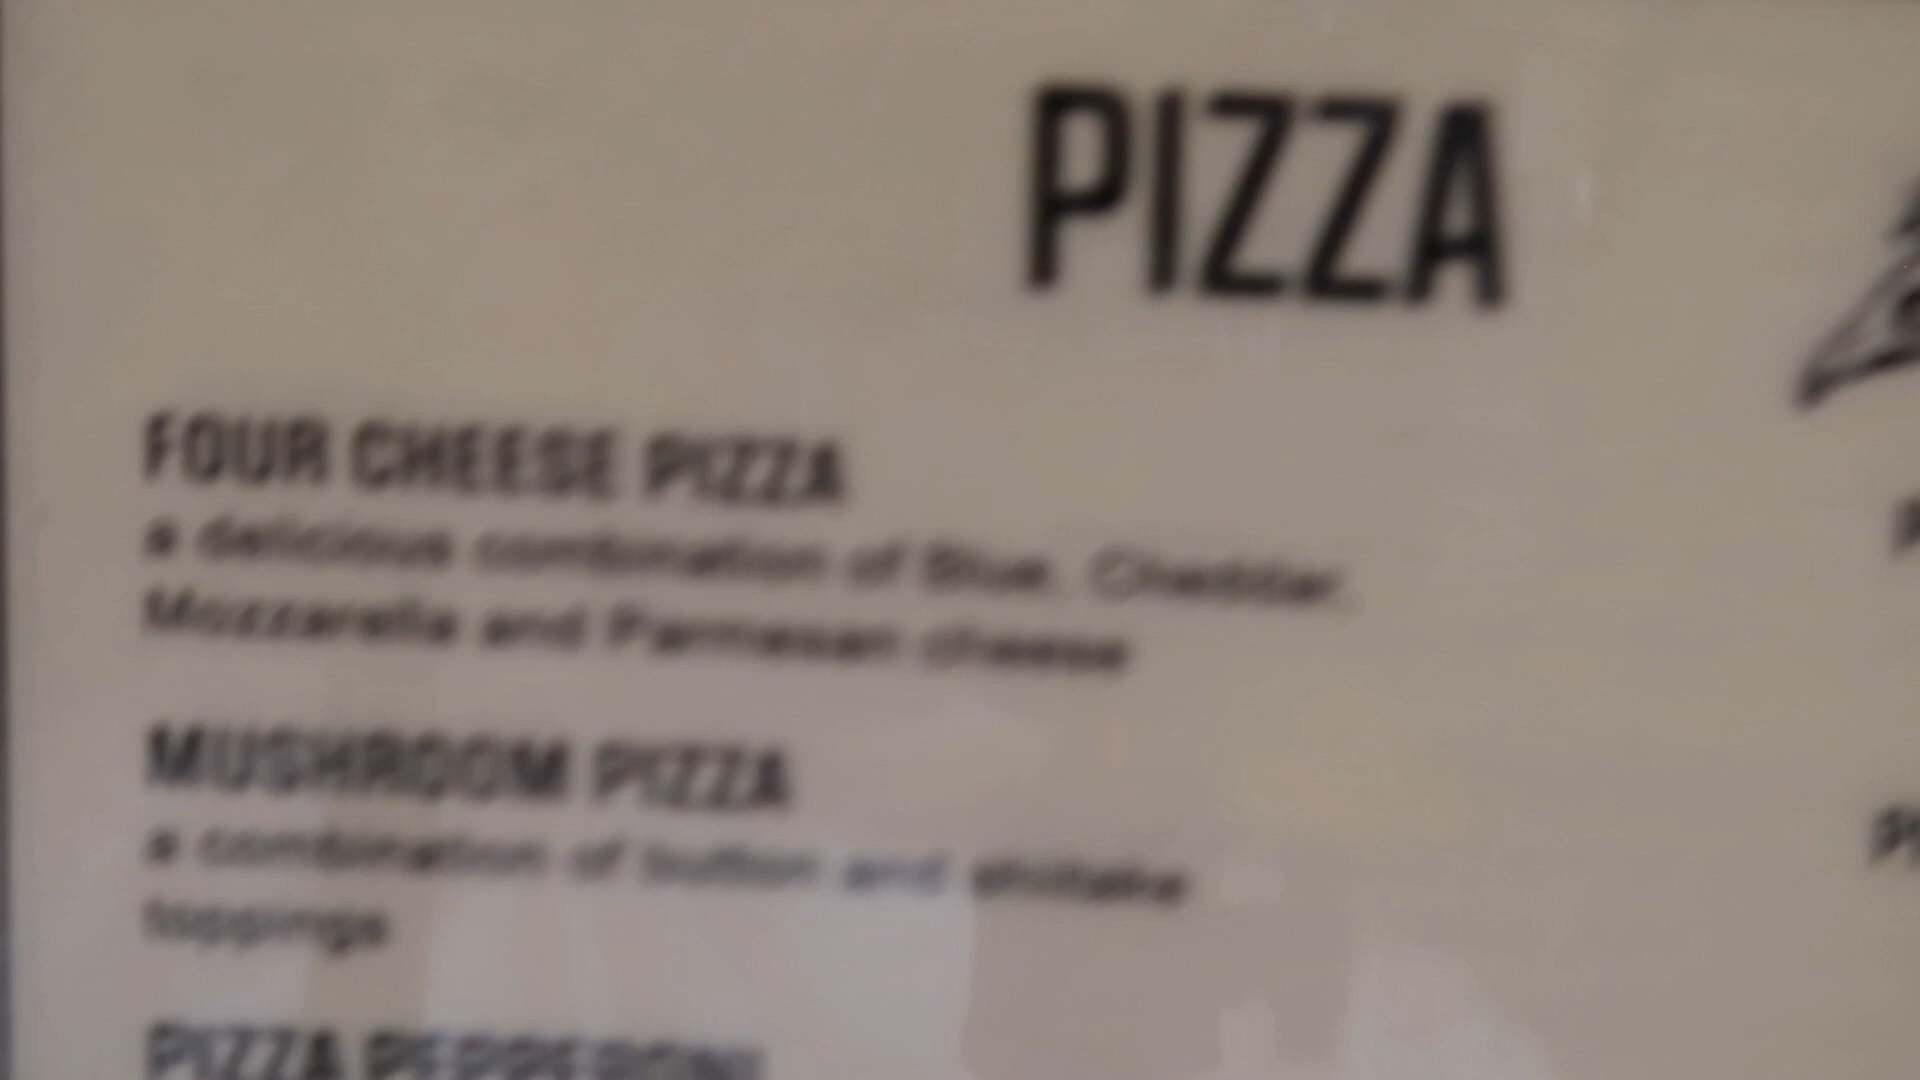 PIZZA
FOUR CHEESE PIZZA
a delicious combination of Blue, Cheddar,
Mozzarella and Parmesan cheese
MUSHROOM PIZZA
a combination of button and shiitake
toppings
PIZZA PEPPERONI